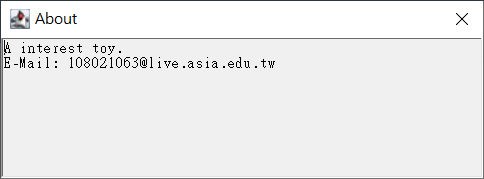 About
A interest toy.
E-Mail: 108021063@live.asia.edu.tw